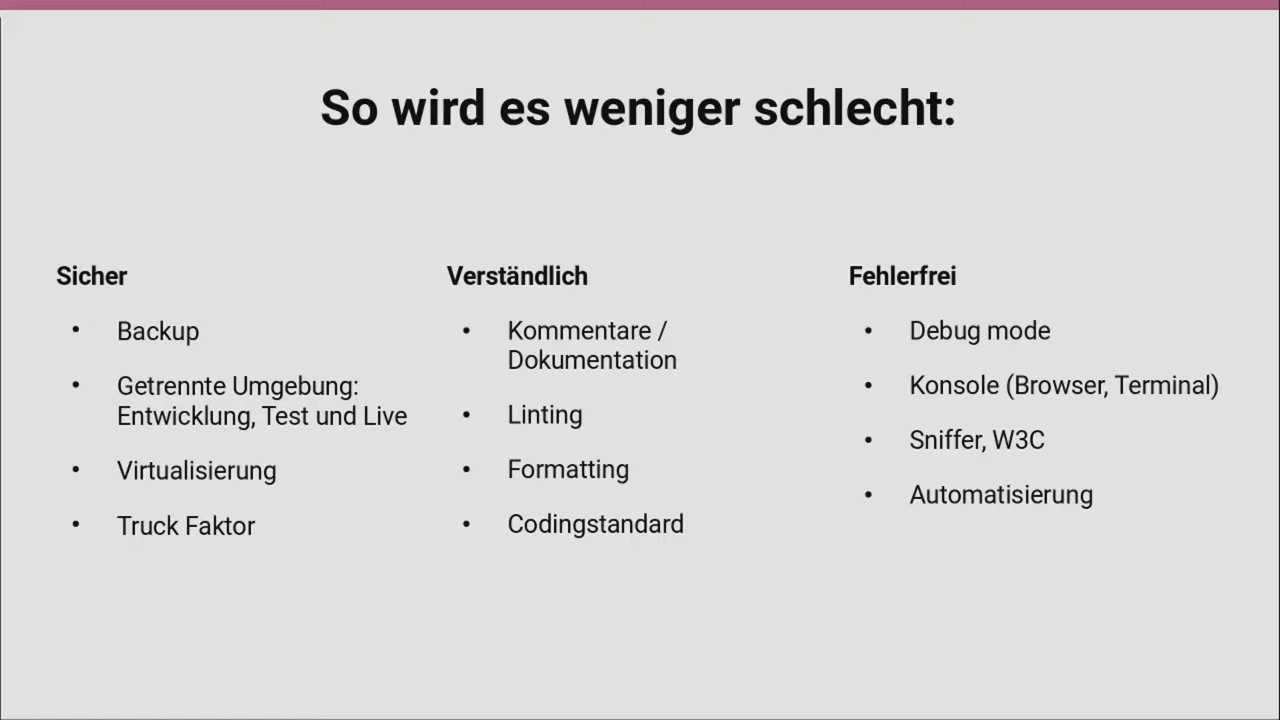 So wird es weniger schlecht:
Sicher
• Backup
• Getrennte Umgebung:
Entwicklung, Test und Live
• Virtualisierung
• Truck Faktor
Verständlich
• Kommentare /
Dokumentation
• Linting
• Formatting
• Codingstandard
Fehlerfrei
• Debug mode
• Konsole (Browser, Terminal)
• Sniffer, W3C
• Automatisierung